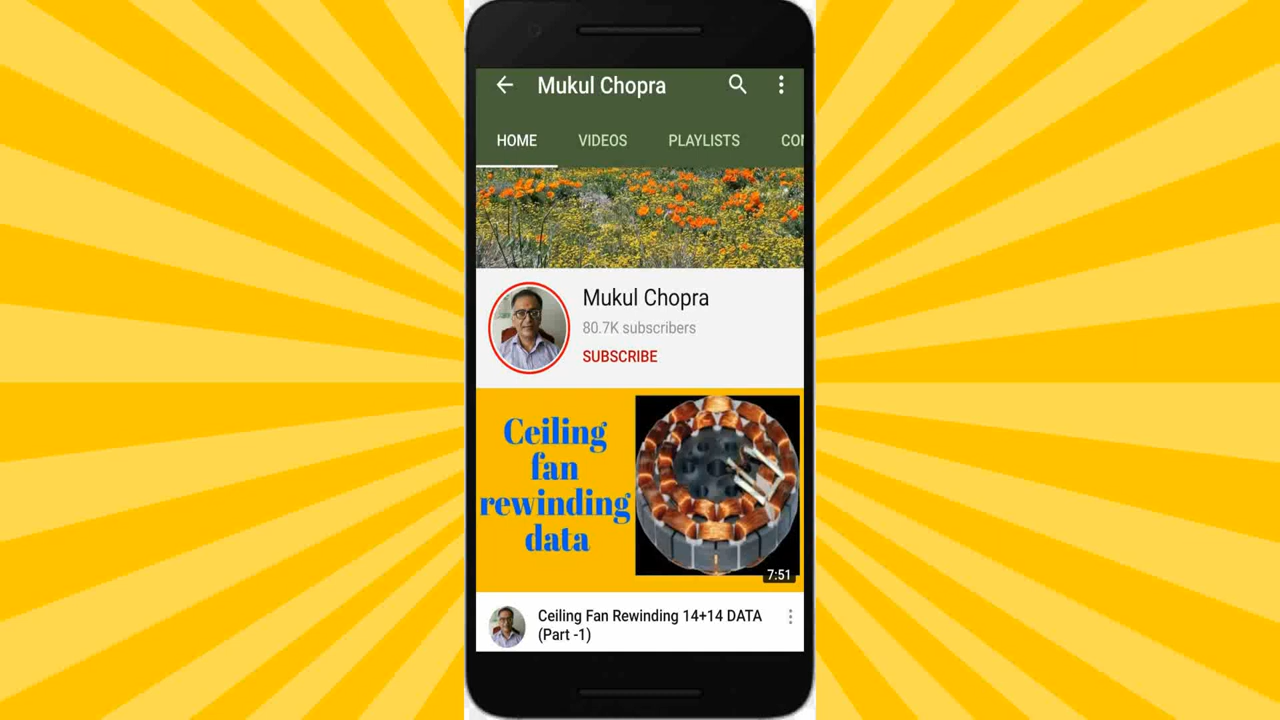 Mukul Chopra
HOME VIDEOS PLAYLISTS CO
Mukul Chopra
80.7K subscribers
SUBSCRIBE
Ceiling
fan
rewinding
data
7:51
Ceiling Fan Rewinding 14+14 DATA
(Part -1)